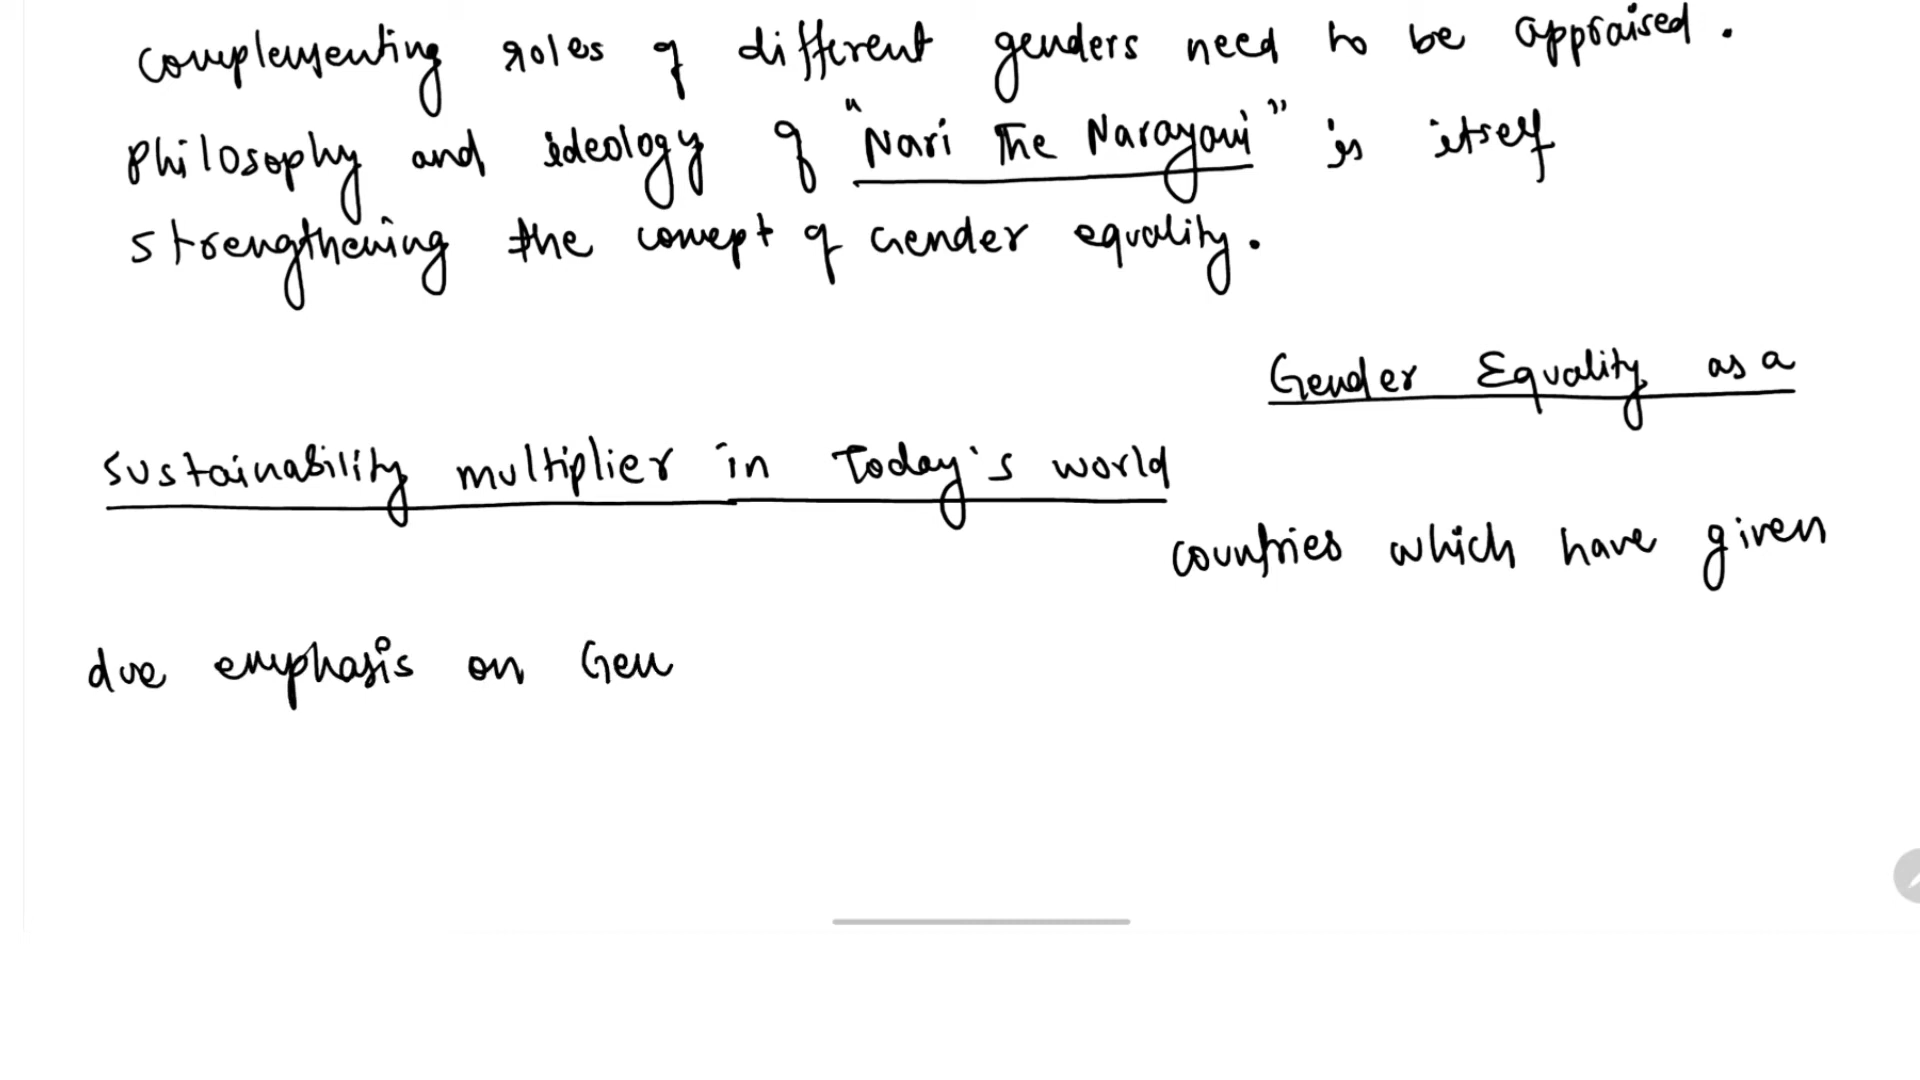 complementing roles of different genders need to be appraised.
Philosophy and ideology of "Nari The Narayani" is itself
strengthening the concept of Gender equality.
Gender Equality as a
sustainability multiplier in Today's world
countries which have given
due emphasis on Gen